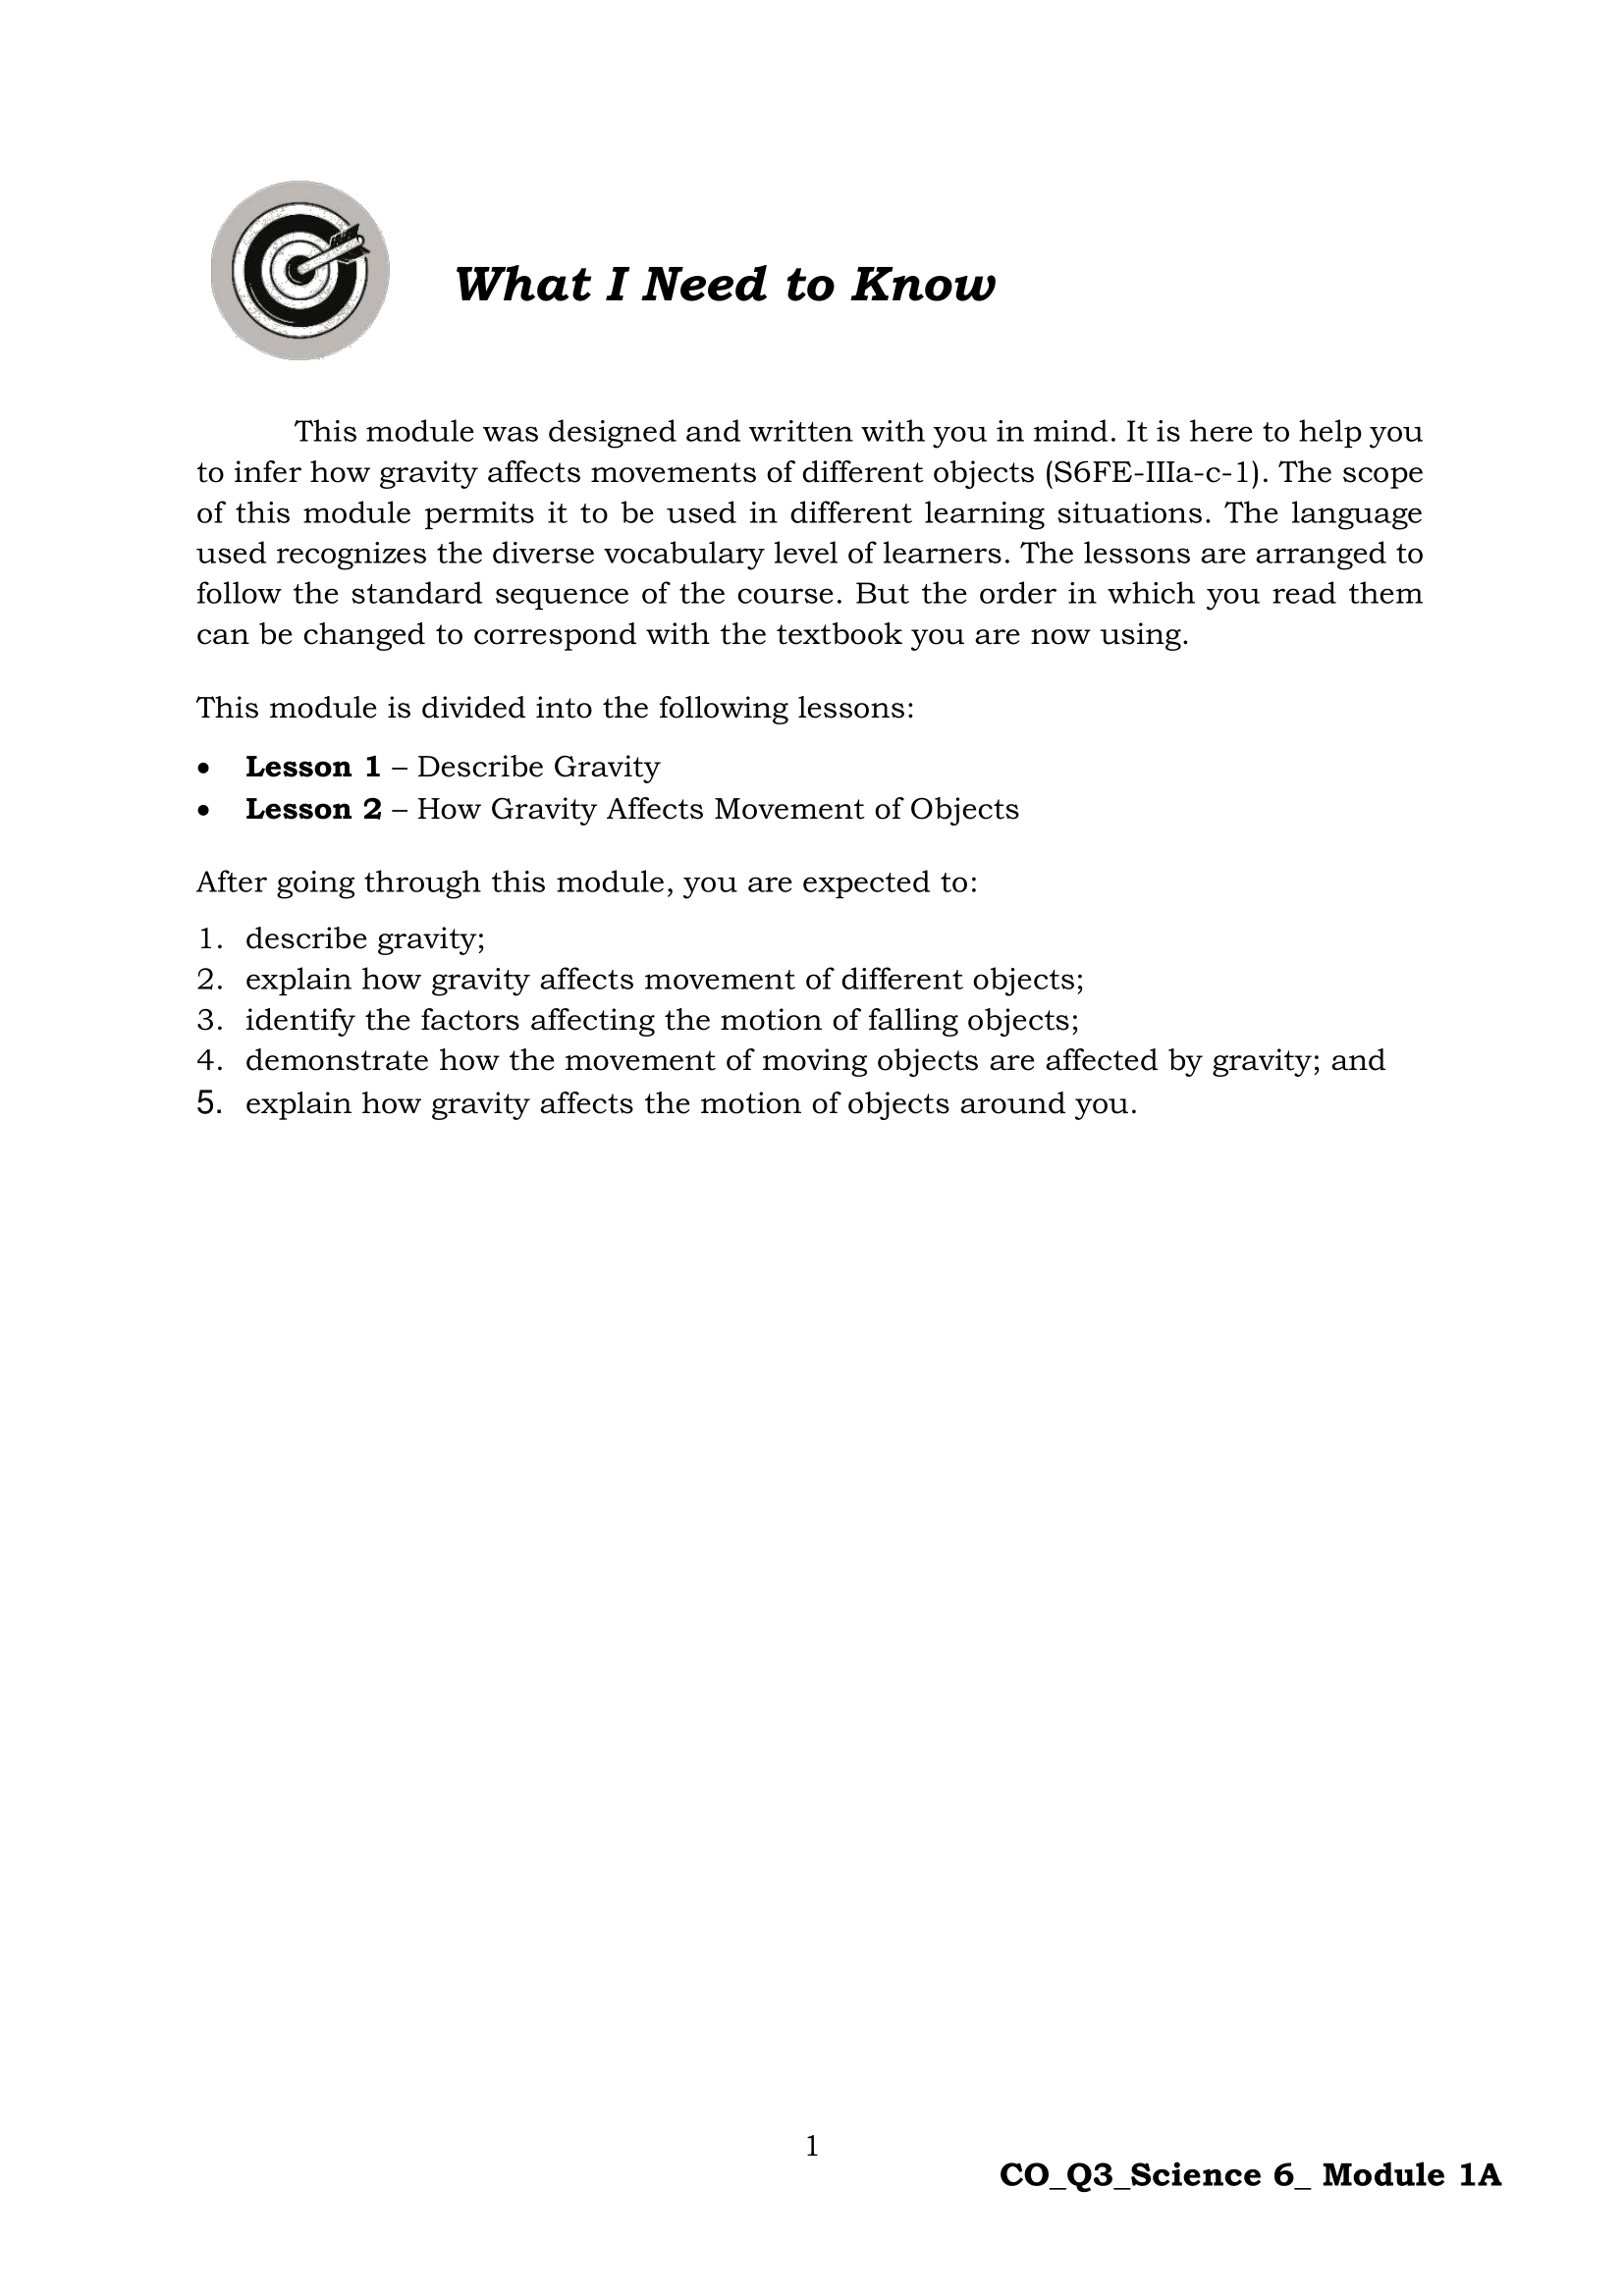 What I Need to Know
This module was designed and written with you in mind. It is here to help you
to infer how gravity affects movements of different objects (S6FE-IIIa-c-1). The scope
of this module permits it to be used in different learning situations. The language
used recognizes the diverse vocabulary level of learners. The lessons are arranged to
follow the standard sequence of the course. But the order in which you read them
can be changed to correspond with the textbook you are now using.
This module is divided into the following lessons:
• Lesson 1 – Describe Gravity
• Lesson 2 – How Gravity Affects Movement of Objects
After going through this module, you are expected to:
1. describe gravity;
2. explain how gravity affects movement of different objects;
3. identify the factors affecting the motion of falling objects;
4. demonstrate how the movement of moving objects are affected by gravity; and
5. explain how gravity affects the motion of objects around you.
1
CO_Q3_Science 6_ Module 1A